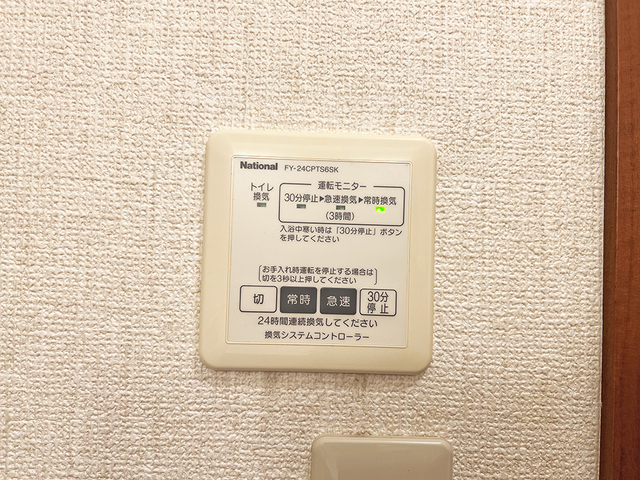 National FY-24CPTS6SK
トイレ換気
運転モニター
30分停止▶急速換気▶常時換気
(3時間)
入浴中寒い時は「30分停止」ボタン
を押してください
お手入れ時運転を停止する場合は
切を3秒以上押してください
切 常時 急速 30分停止
24時間連続換気してください
換気システムコントローラー